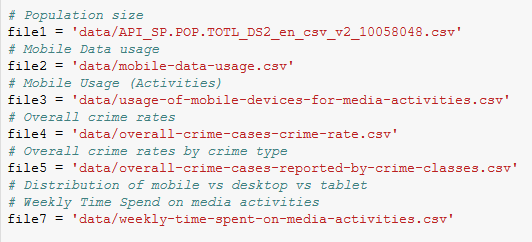 # Population size
file1 = 'data/API_SP.POP.TOTL_DS2_en_csv_v2_10058048.csv'
# Mobile Data usage
file2 = 'data/mobile-data-usage.csv'
# Mobile Usage (Activities)
file3 = 'data/usage-of-mobile-devices-for-media-activities.csv'
# Overall crime rates
file4 = 'data/overall-crime-cases-crime-rate.csv'
# Overall crime rates by crime type
file5 = 'data/overall-crime-cases-reported-by-crime-classes.csv'
# Distribution of mobile vs desktop vs tablet
# Weekly Time Spend on media activities
file7 = 'data/weekly-time-spent-on-media-activities.csv'